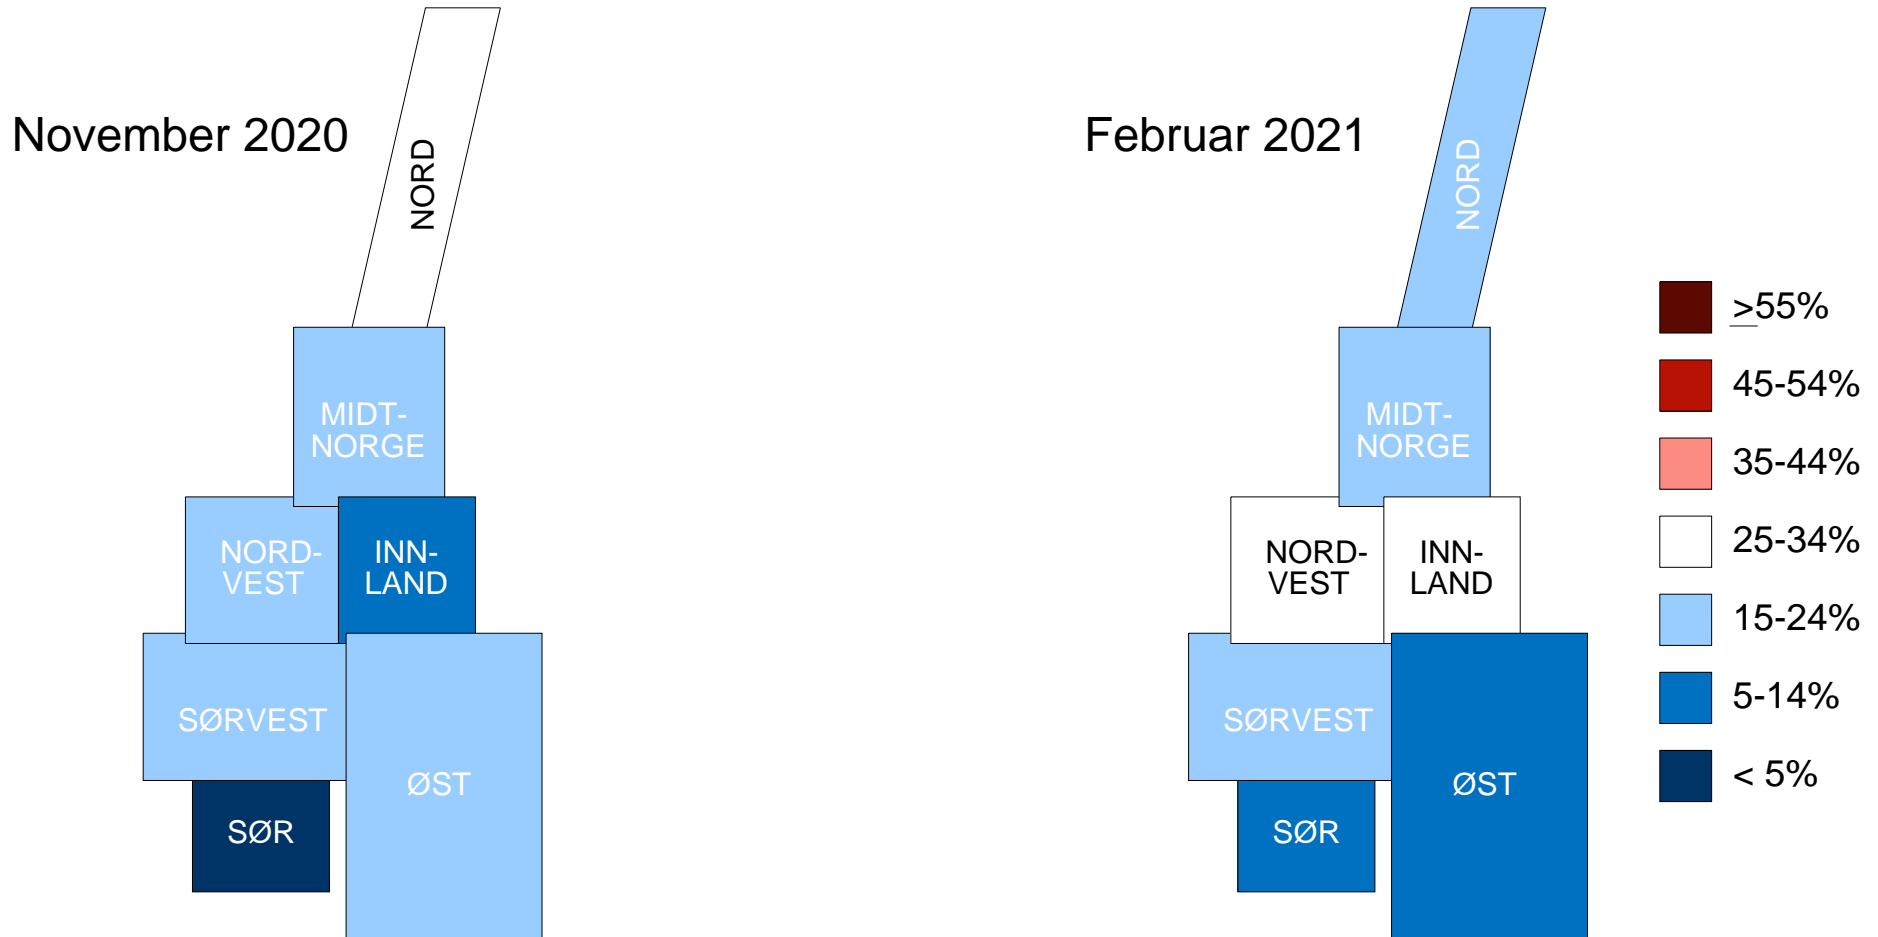 November 2020
NORD
MIDT-
NORGE
NORD-
VEST
INN-
LAND
SØRVEST
ØST
SØR
Februar 2021
NORD
MIDT-
NORGE
NORD-
VEST
INN-
LAND
SØRVEST
ØST
SØR
>55%
45-54%
35-44%
25-34%
15-24%
5-14%
< 5%